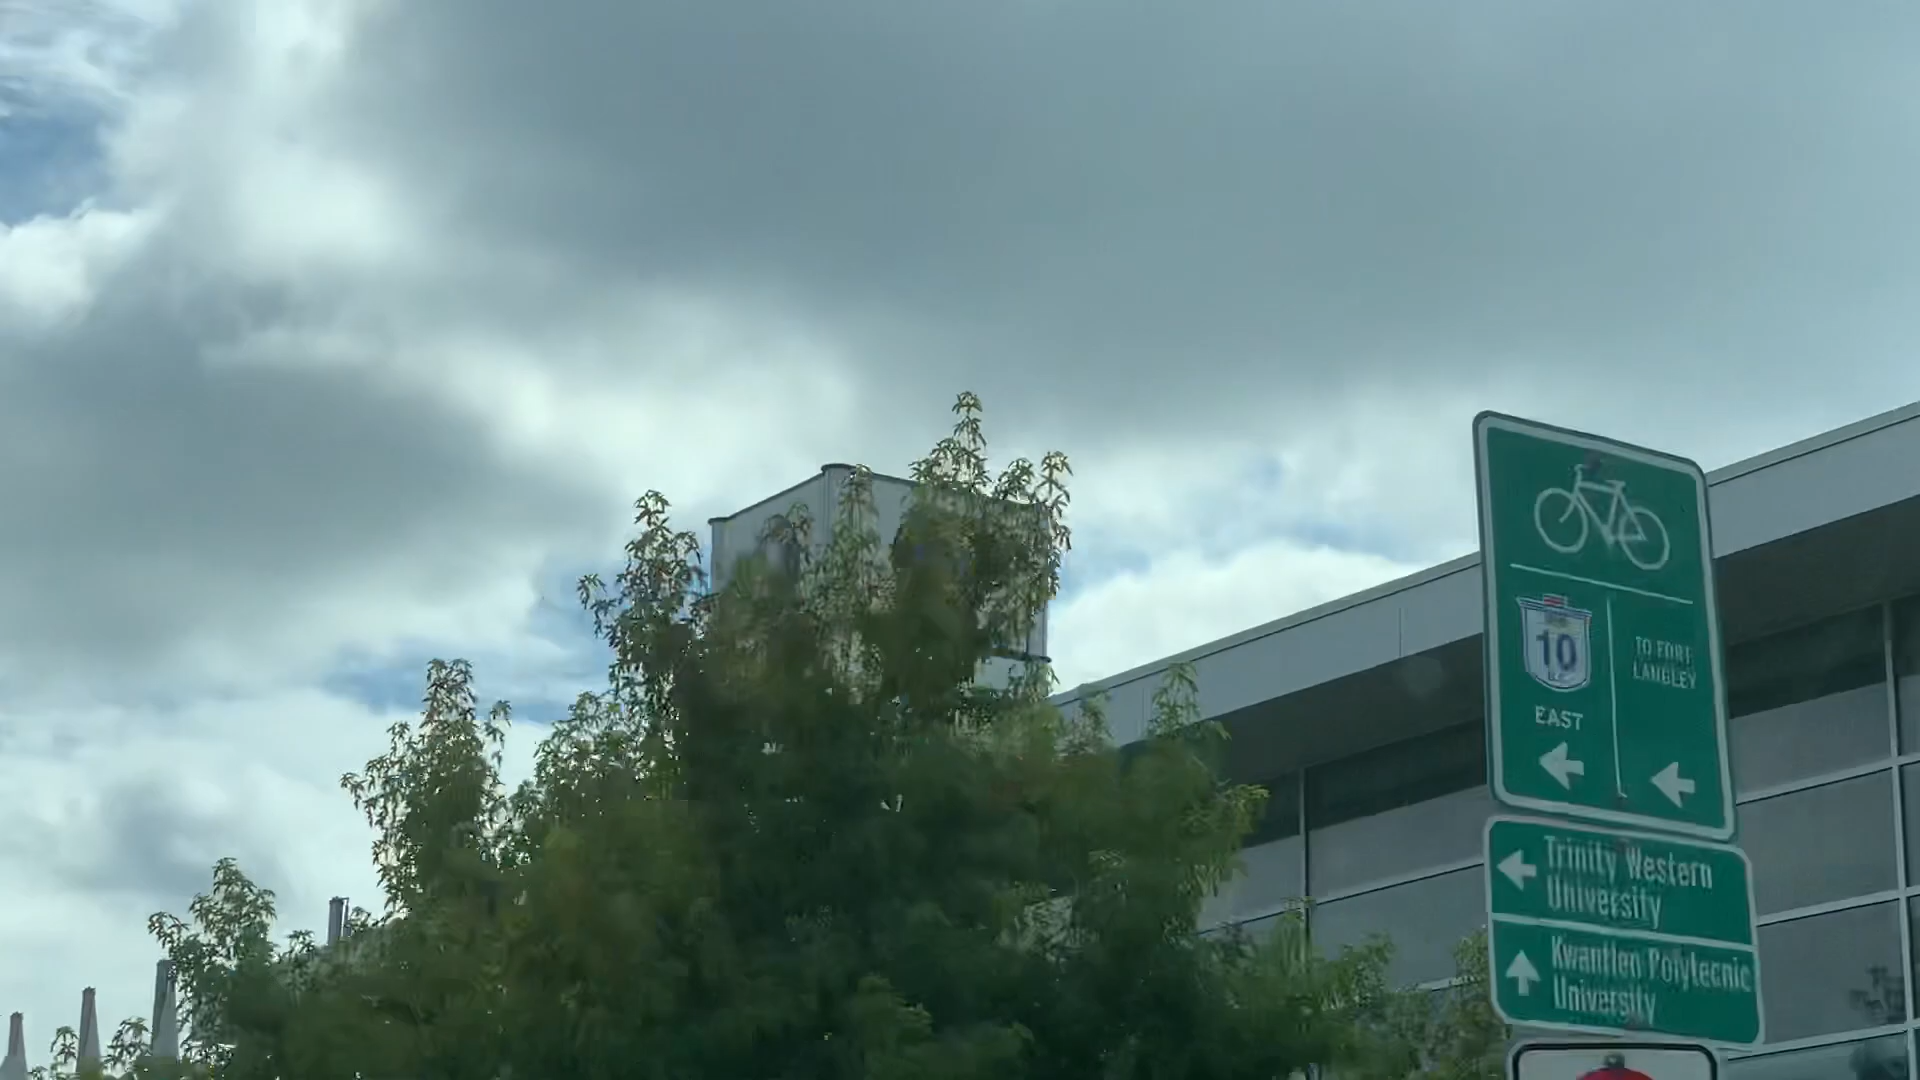 10
EAST
TO FORT
LANGLEY
Trinity Western
University
Kwantlen Polytecnic
University